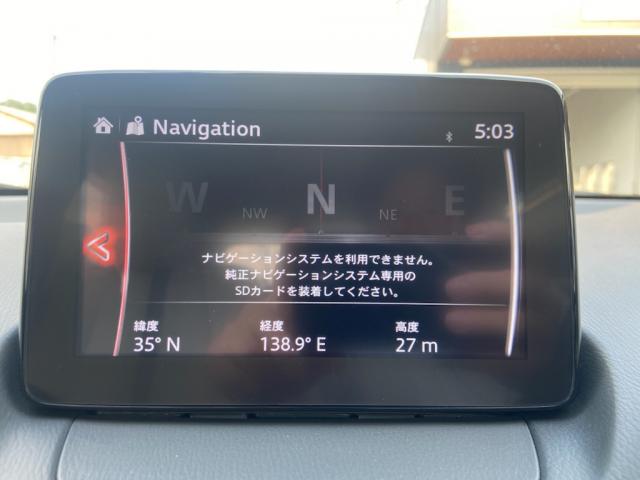 Navigation
5:03
W NW N NE E
ナビゲーションシステムを利用できません。
純正ナビゲーションシステム専用の
SDカードを装着してください。
緯度 経度 高度
35° N 138.9° E 27 m